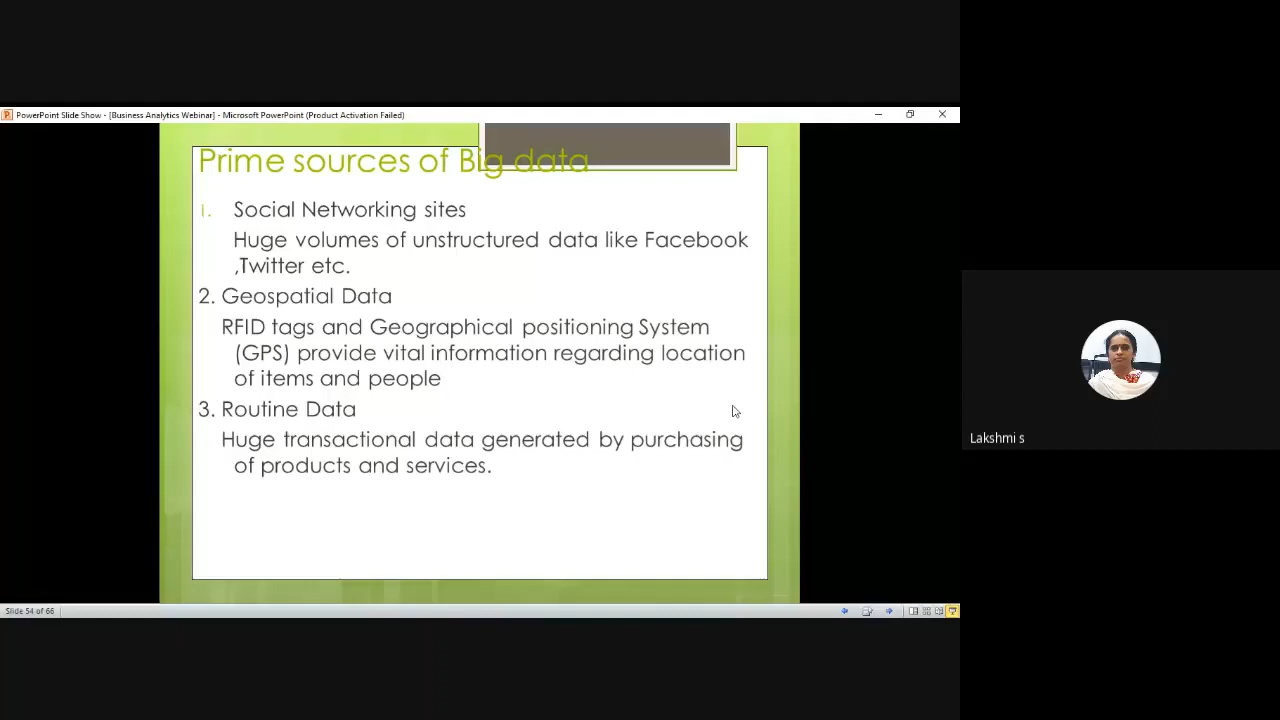 PowerPoint Slide Show - [Business Analytics Webinar] - Microsoft PowerPoint (Product Activation Failed)
Prime sources of Big data
1. Social Networking sites
Huge volumes of unstructured data like Facebook
,Twitter etc.
2. Geospatial Data
RFID tags and Geographical positioning System
(GPS) provide vital information regarding location
of items and people
3. Routine Data
Huge transactional data generated by purchasing
of products and services.
Lakshmi s
Slide 54 of 66